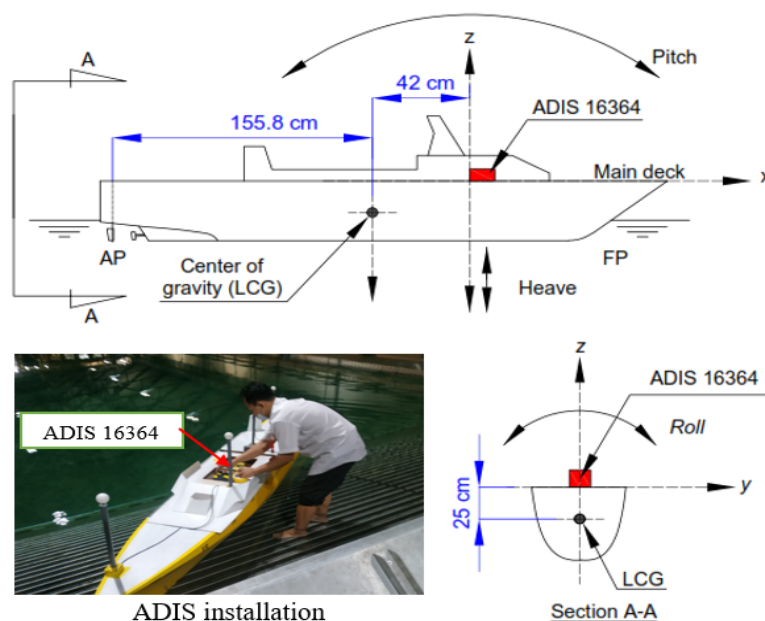 z
A
Pitch
42 cm
ADIS 16364
155.8 cm
Main deck
x
AP
Center of
gravity (LCG)
FP
A
Heave
z
ADIS 16364
ADIS 16364
Roll
25 cm
y
LCG
ADIS installation
Section A-A